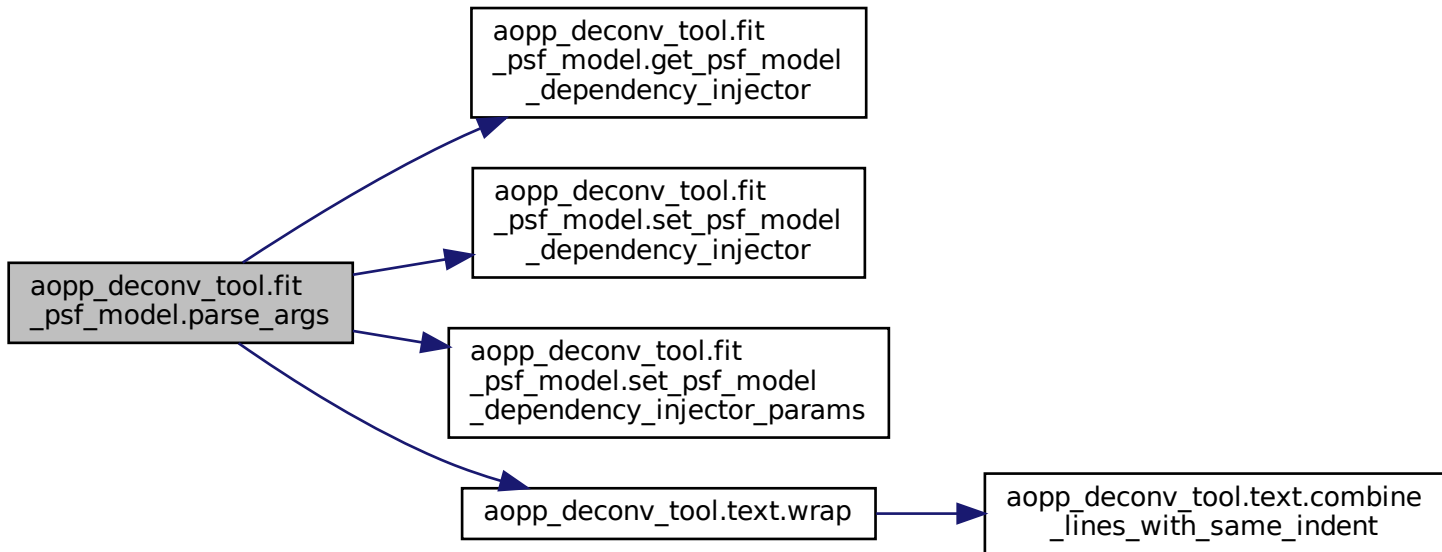 aopp_deconv_tool.fit
_psf_model.get_psf_model
_dependency_injector
aopp_deconv_tool.fit
_psf_model.set_psf_model
_dependency_injector
aopp_deconv_tool.fit
_psf_model.parse_args
aopp_deconv_tool.fit
_psf_model.set_psf_model
_dependency_injector_params
aopp_deconv_tool.text.wrap
aopp_deconv_tool.text.combine
_lines_with_same_indent